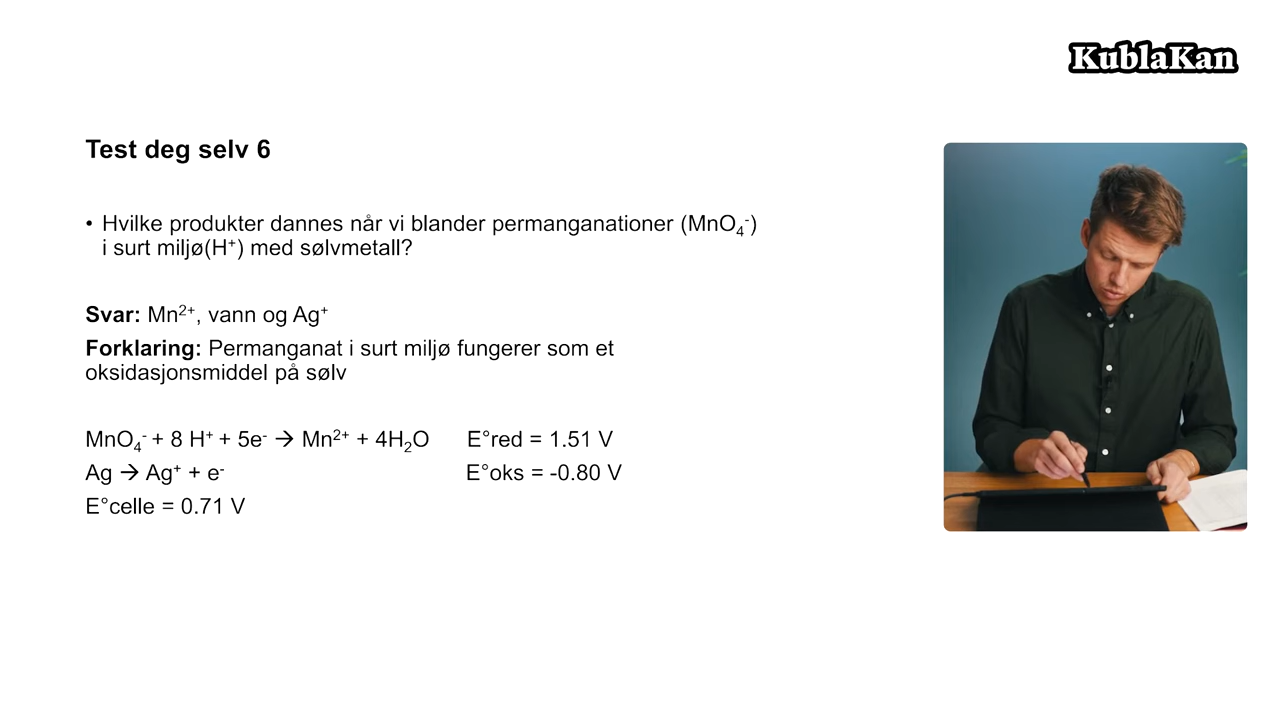 KublaKan
Test deg selv 6
• Hvilke produkter dannes når vi blander permanganationer (MnO₄⁻)
i surt miljø(H⁺) med sølvmetall?
Svar: Mn²⁺, vann og Ag⁺
Forklaring: Permanganat i surt miljø fungerer som et
oksidasjonsmiddel på sølv
MnO₄⁻ + 8 H⁺ + 5e⁻ → Mn²⁺ + 4H₂O E°red = 1.51 V
Ag → Ag⁺ + e⁻ E°oks = -0.80 V
E°celle = 0.71 V